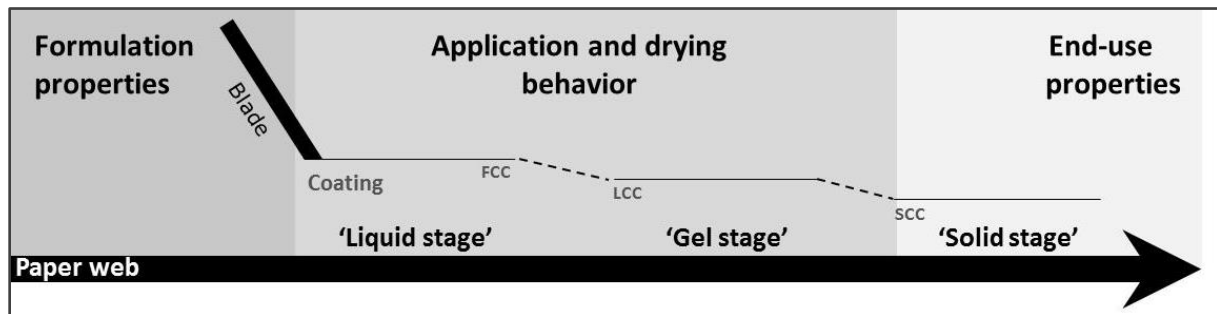 Formulation
properties
Blade
Application and drying
behavior
End-use
properties
Coating
FCC
LCC
SCC
'Liquid stage'
'Gel stage'
'Solid stage'
Paper web